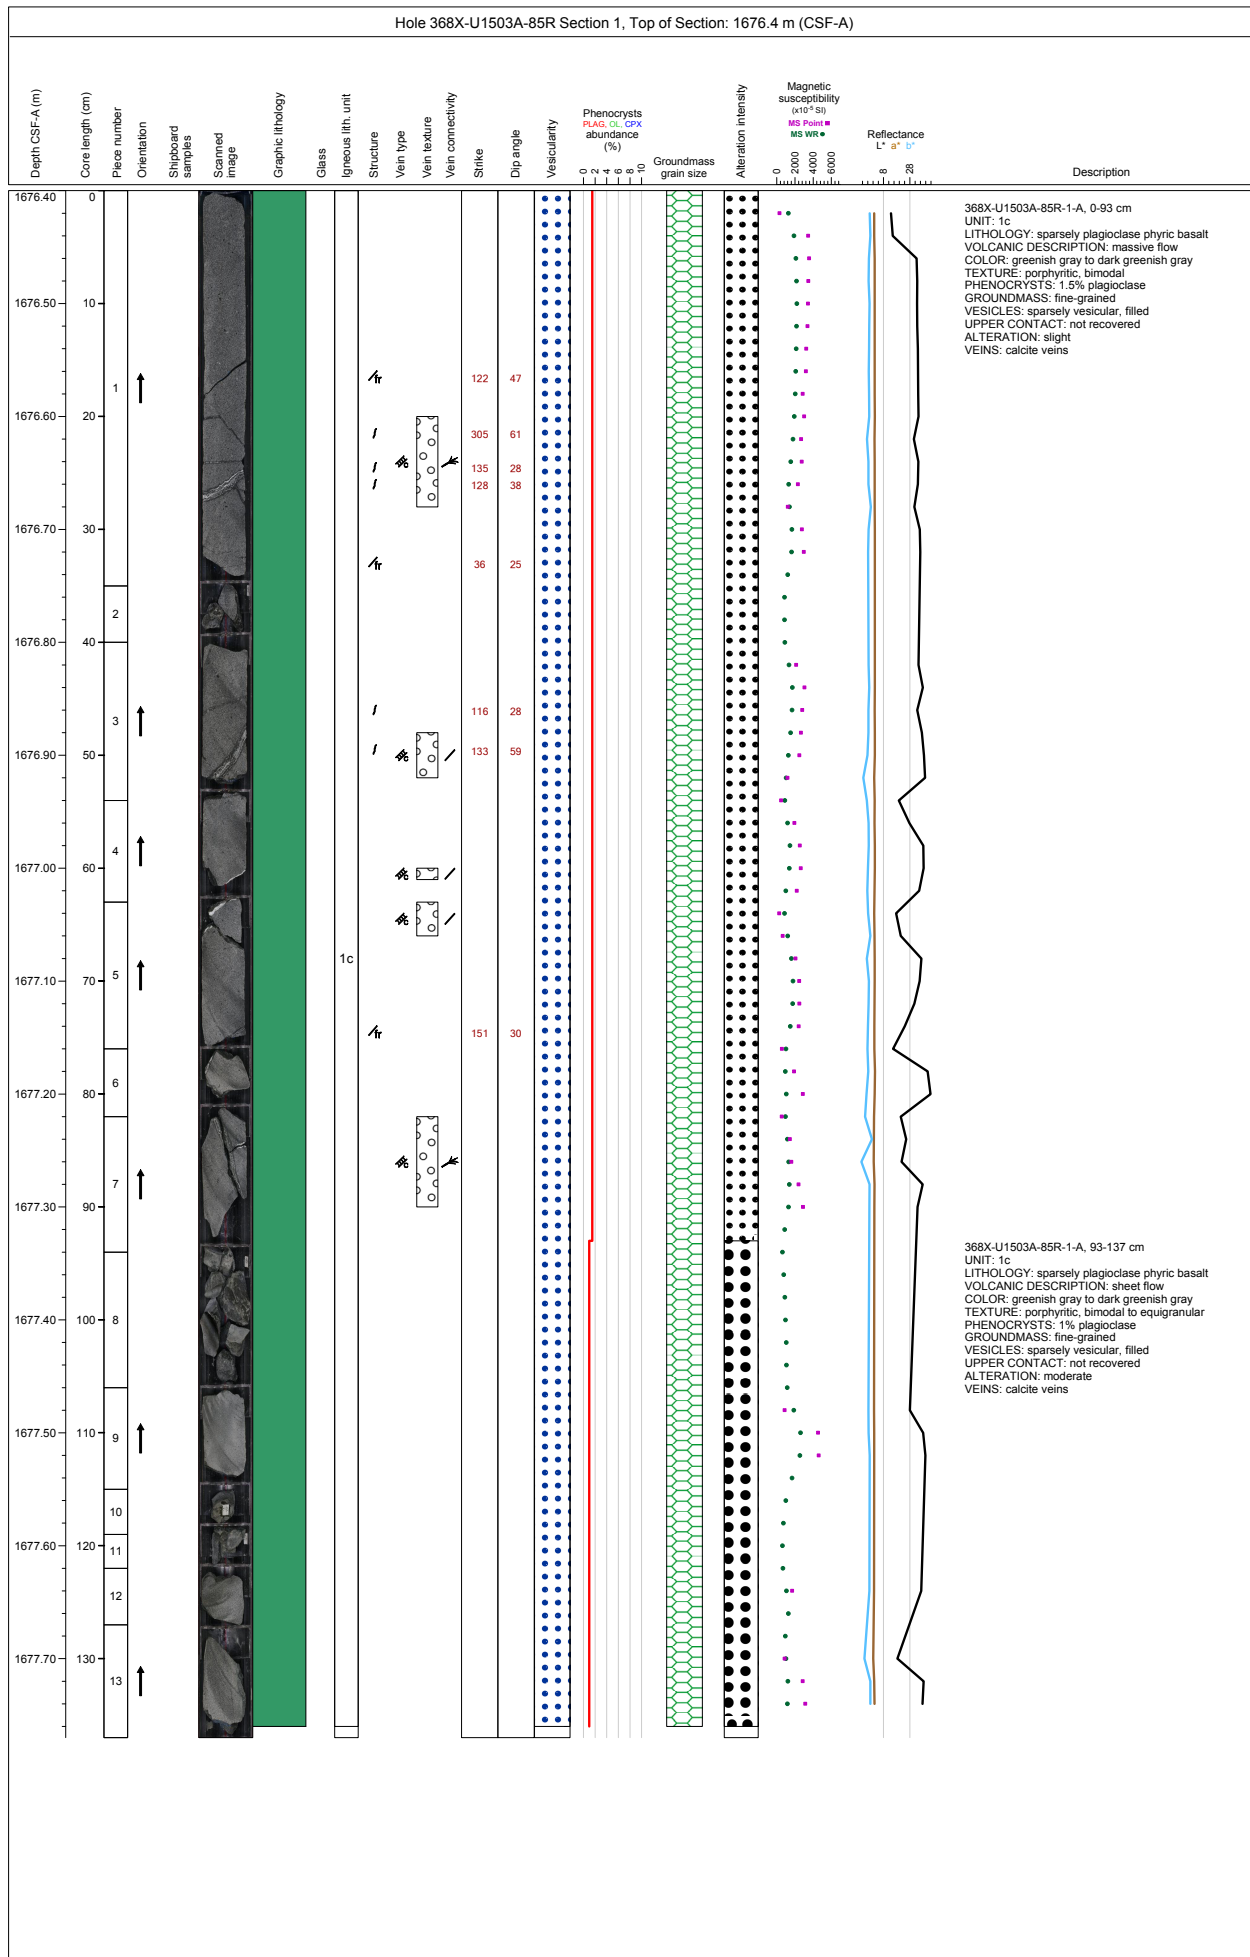 Hole 368X-U1503A-85R Section 1, Top of Section: 1676.4 m (CSF-A)
Depth CSF-A (m)
Core length (cm)
Piece number
Orientation
Shipboard
samples
Scanned
image
Graphic lithology
Glass
Igneous lith. unit
Structure
Vein type
Vein texture
Vein connectivity
Strike
Dip angle
Vesicularity
Phenocrysts
PLAG, OL, CPX
abundance
(%)
0 2 4 6 8 10
Groundmass
grain size
Alteration intensity
Magnetic
susceptibility
(x10⁻⁵ SI)
MS Point
MS WR
0 2000 4000 6000
Reflectance
L* a* b*
8 28
Description
1676.40 0
1676.50 10
1676.60 20
1676.70 30
1676.80 40
1676.90 50
1677.00 60
1677.10 70
1677.20 80
1677.30 90
1677.40 100
1677.50 110
1677.60 120
1677.70 130
1
2
3
4
5
6
7
8
9
10
11
12
13
1c
fr 122 47
305 61
135 28
128 38
fr 36 25
116 28
133 59
fr 151 30
368X-U1503A-85R-1-A, 0-93 cm
UNIT: 1c
LITHOLOGY: sparsely plagioclase phyric basalt
VOLCANIC DESCRIPTION: massive flow
COLOR: greenish gray to dark greenish gray
TEXTURE: porphyritic, bimodal
PHENOCRYSTS: 1.5% plagioclase
GROUNDMASS: fine-grained
VESICLES: sparsely vesicular, filled
UPPER CONTACT: not recovered
ALTERATION: slight
VEINS: calcite veins
368X-U1503A-85R-1-A, 93-137 cm
UNIT: 1c
LITHOLOGY: sparsely plagioclase phyric basalt
VOLCANIC DESCRIPTION: sheet flow
COLOR: greenish gray to dark greenish gray
TEXTURE: porphyritic, bimodal to equigranular
PHENOCRYSTS: 1% plagioclase
GROUNDMASS: fine-grained
VESICLES: sparsely vesicular, filled
UPPER CONTACT: not recovered
ALTERATION: moderate
VEINS: calcite veins